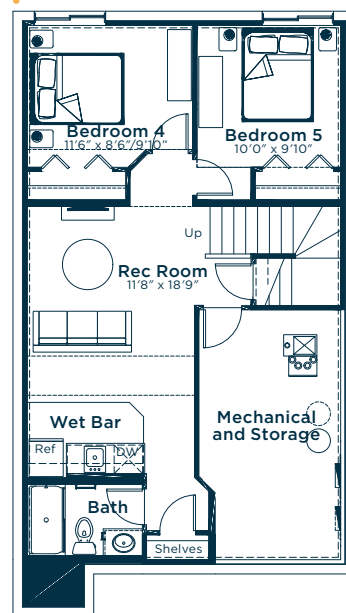 Bedroom 4
11'6" x 8'6"/9'10"
Bedroom 5
10'0" x 9'10"
Up
Rec Room
11'8" x 18'9"
Wet Bar
Ref
DW
Mechanical
and Storage
Bath
Shelves